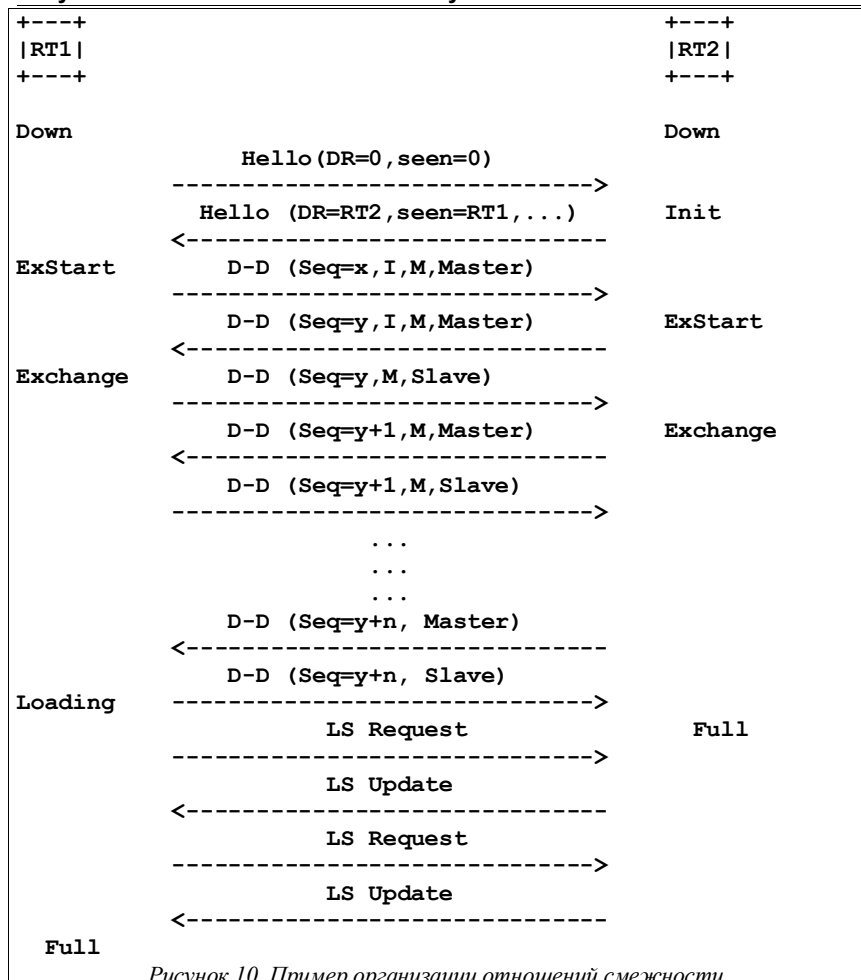 +---+                                         +---+
|RT1|                                         |RT2|
+---+                                         +---+
Down                                          Down
Hello(DR=0,seen=0)
------------------------------>
Hello (DR=RT2,seen=RT1,...)      Init
<------------------------------
ExStart        D-D (Seq=x,I,M,Master)
------------------------------>
D-D (Seq=y,I,M,Master)         ExStart
<------------------------------
Exchange       D-D (Seq=y,M,Slave)
------------------------------>
D-D (Seq=y+1,M,Master)         Exchange
<------------------------------
D-D (Seq=y+1,M,Slave)
------------------------------>
...
...
...
D-D (Seq=y+n, Master)
<------------------------------
D-D (Seq=y+n, Slave)
Loading    ------------------------------>
LS Request                Full
------------------------------>
LS Update
<------------------------------
LS Request
------------------------------>
LS Update
<------------------------------
Full
Рисунок 10. Пример организации отношений смежности